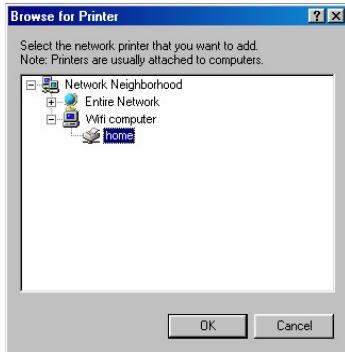 Browse for Printer
Select the network printer that you want to add.
Note: Printers are usually attached to computers.
Network Neighborhood
Entire Network
Wifi computer
home
OK Cancel